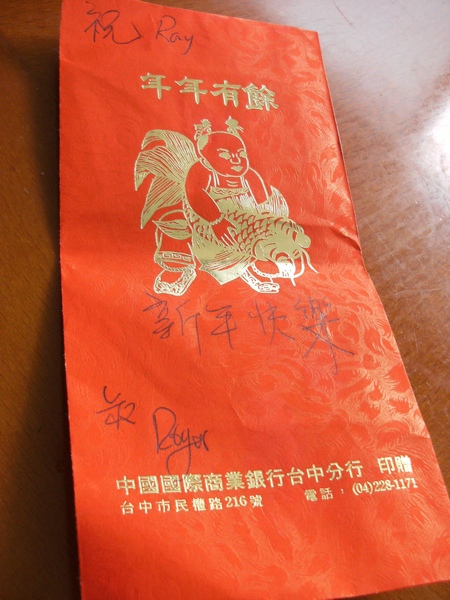 祝 Ray
年年有餘
新年快樂
Roger
中國國際商業銀行台中分行 印贈
台中市民權路216號 電話：(04)228-1171